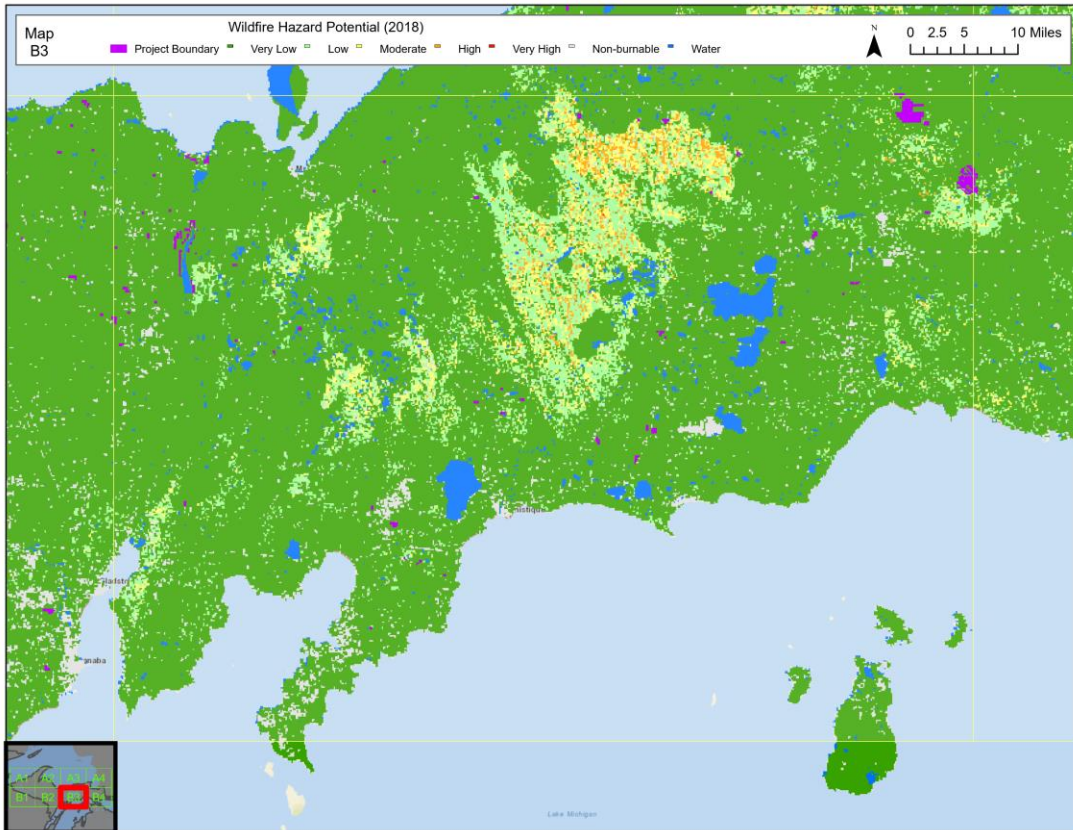 Map
B3
Wildfire Hazard Potential (2018)
Project Boundary Very Low Low Moderate High Very High Non-burnable Water
N
0 2.5 5 10 Miles
Lake Michigan
A1 A2 A3 A4
B1 B2 B3 B4